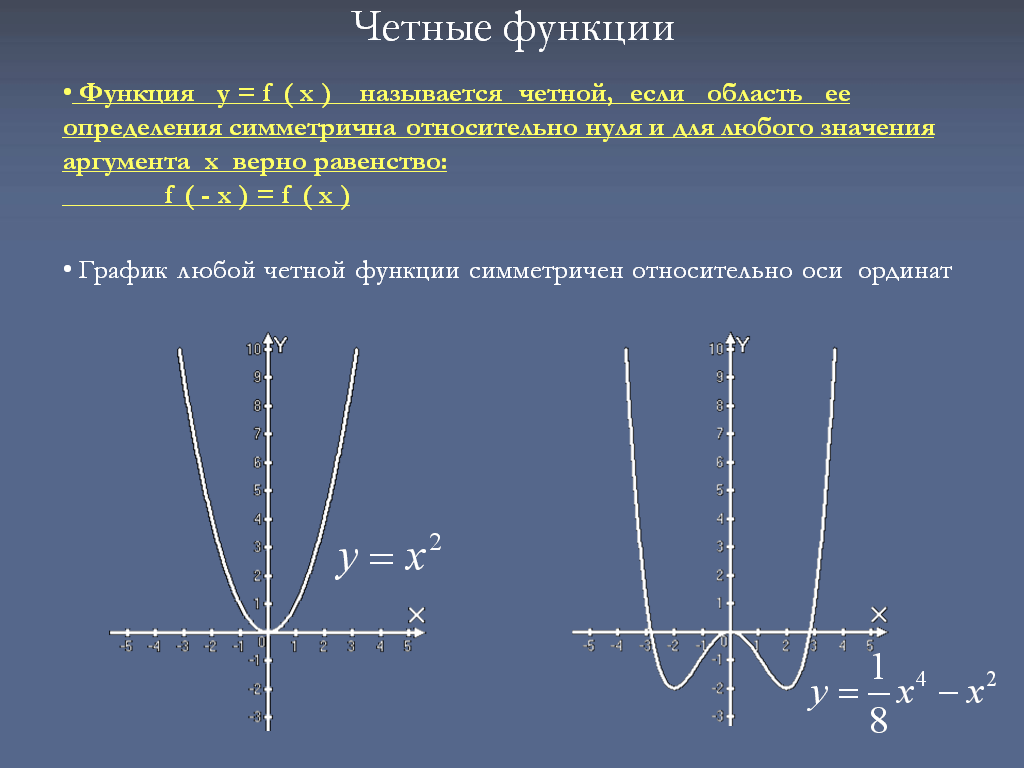 Четные функции
• Функция y = f ( x ) называется четной, если область ее
определения симметрична относительно нуля и для любого значения
аргумента x верно равенство:
f ( - x ) = f ( x )
• График любой четной функции симметричен относительно оси ординат
Y
10
9
8
7
6
5
4
3
2
1
0
-1
-2
-3
-5 -4 -3 -2 -1 1 2 3 4 5
X
y = x²
Y
10
9
8
7
6
5
4
3
2
1
0
-1
-2
-3
-5 -4 -3 -2 -1 1 2 3 4 5
X
y = 1/8 x⁴ − x²